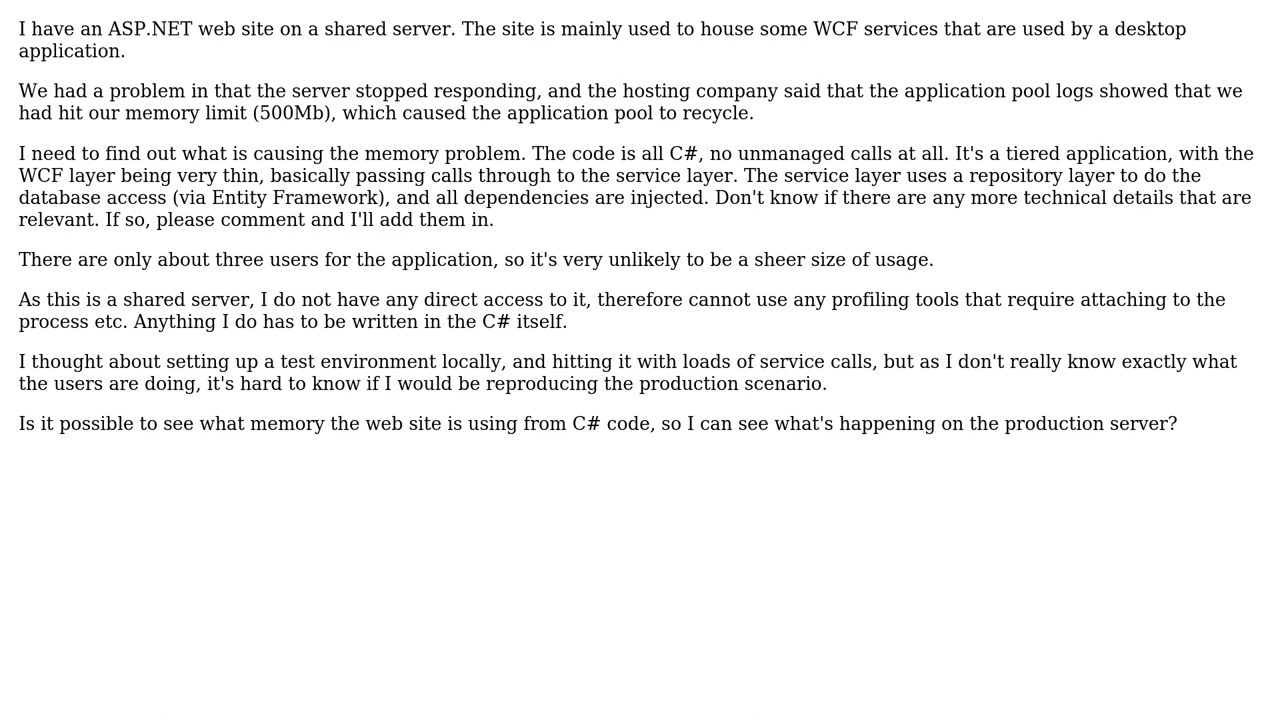 I have an ASP.NET web site on a shared server. The site is mainly used to house some WCF services that are used by a desktop
application.
We had a problem in that the server stopped responding, and the hosting company said that the application pool logs showed that we
had hit our memory limit (500Mb), which caused the application pool to recycle.
I need to find out what is causing the memory problem. The code is all C#, no unmanaged calls at all. It's a tiered application, with the
WCF layer being very thin, basically passing calls through to the service layer. The service layer uses a repository layer to do the
database access (via Entity Framework), and all dependencies are injected. Don't know if there are any more technical details that are
relevant. If so, please comment and I'll add them in.
There are only about three users for the application, so it's very unlikely to be a sheer size of usage.
As this is a shared server, I do not have any direct access to it, therefore cannot use any profiling tools that require attaching to the
process etc. Anything I do has to be written in the C# itself.
I thought about setting up a test environment locally, and hitting it with loads of service calls, but as I don't really know exactly what
the users are doing, it's hard to know if I would be reproducing the production scenario.
Is it possible to see what memory the web site is using from C# code, so I can see what's happening on the production server?